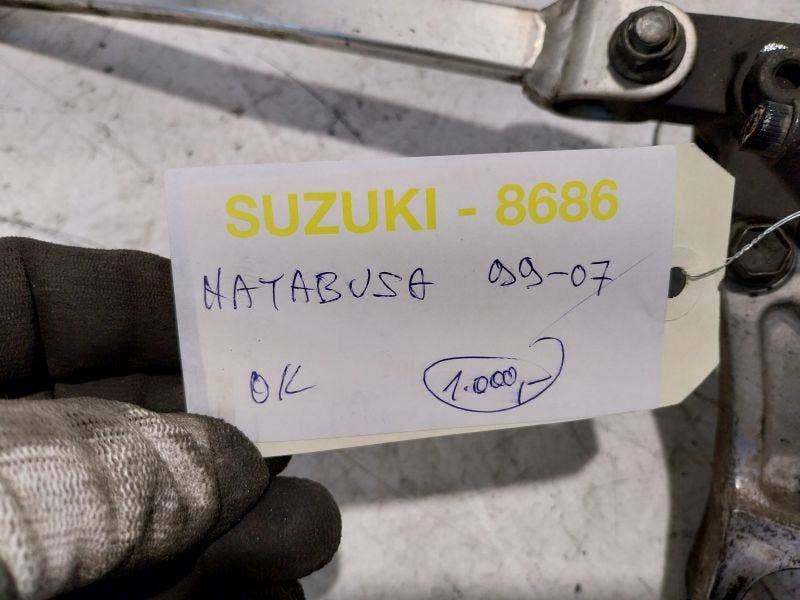 SUZUKI - 8686
HAYABUSA 99-07
OK 1.000,-